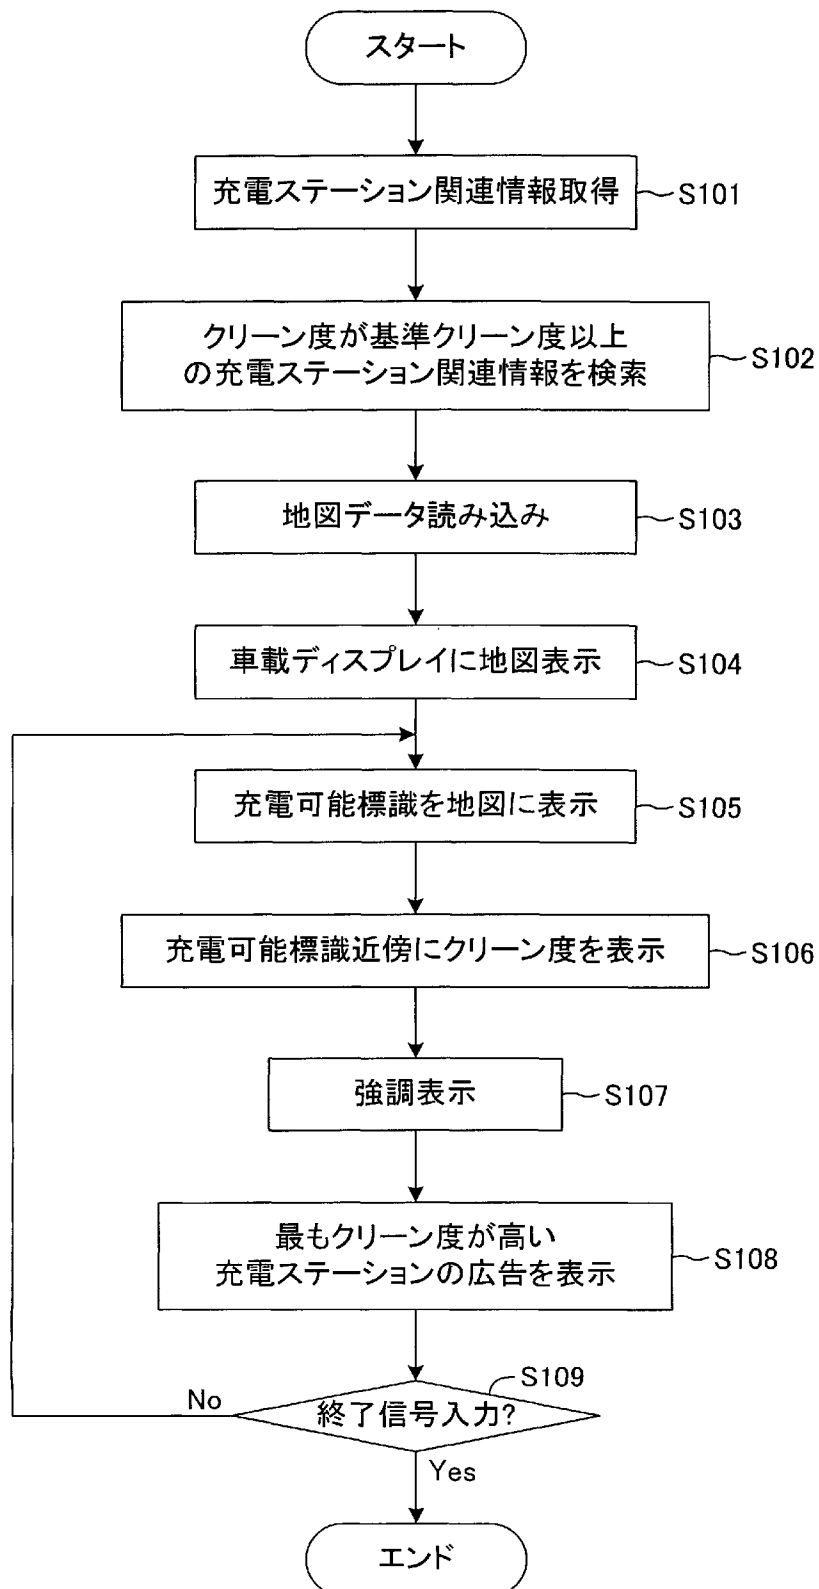 スタート
充電ステーション関連情報取得
S101
クリーン度が基準クリーン度以上
の充電ステーション関連情報を検索
S102
地図データ読み込み
S103
車載ディスプレイに地図表示
S104
充電可能標識を地図に表示
S105
充電可能標識近傍にクリーン度を表示
S106
強調表示
S107
最もクリーン度が高い
充電ステーションの広告を表示
S108
S109
No
終了信号入力?
Yes
エンド